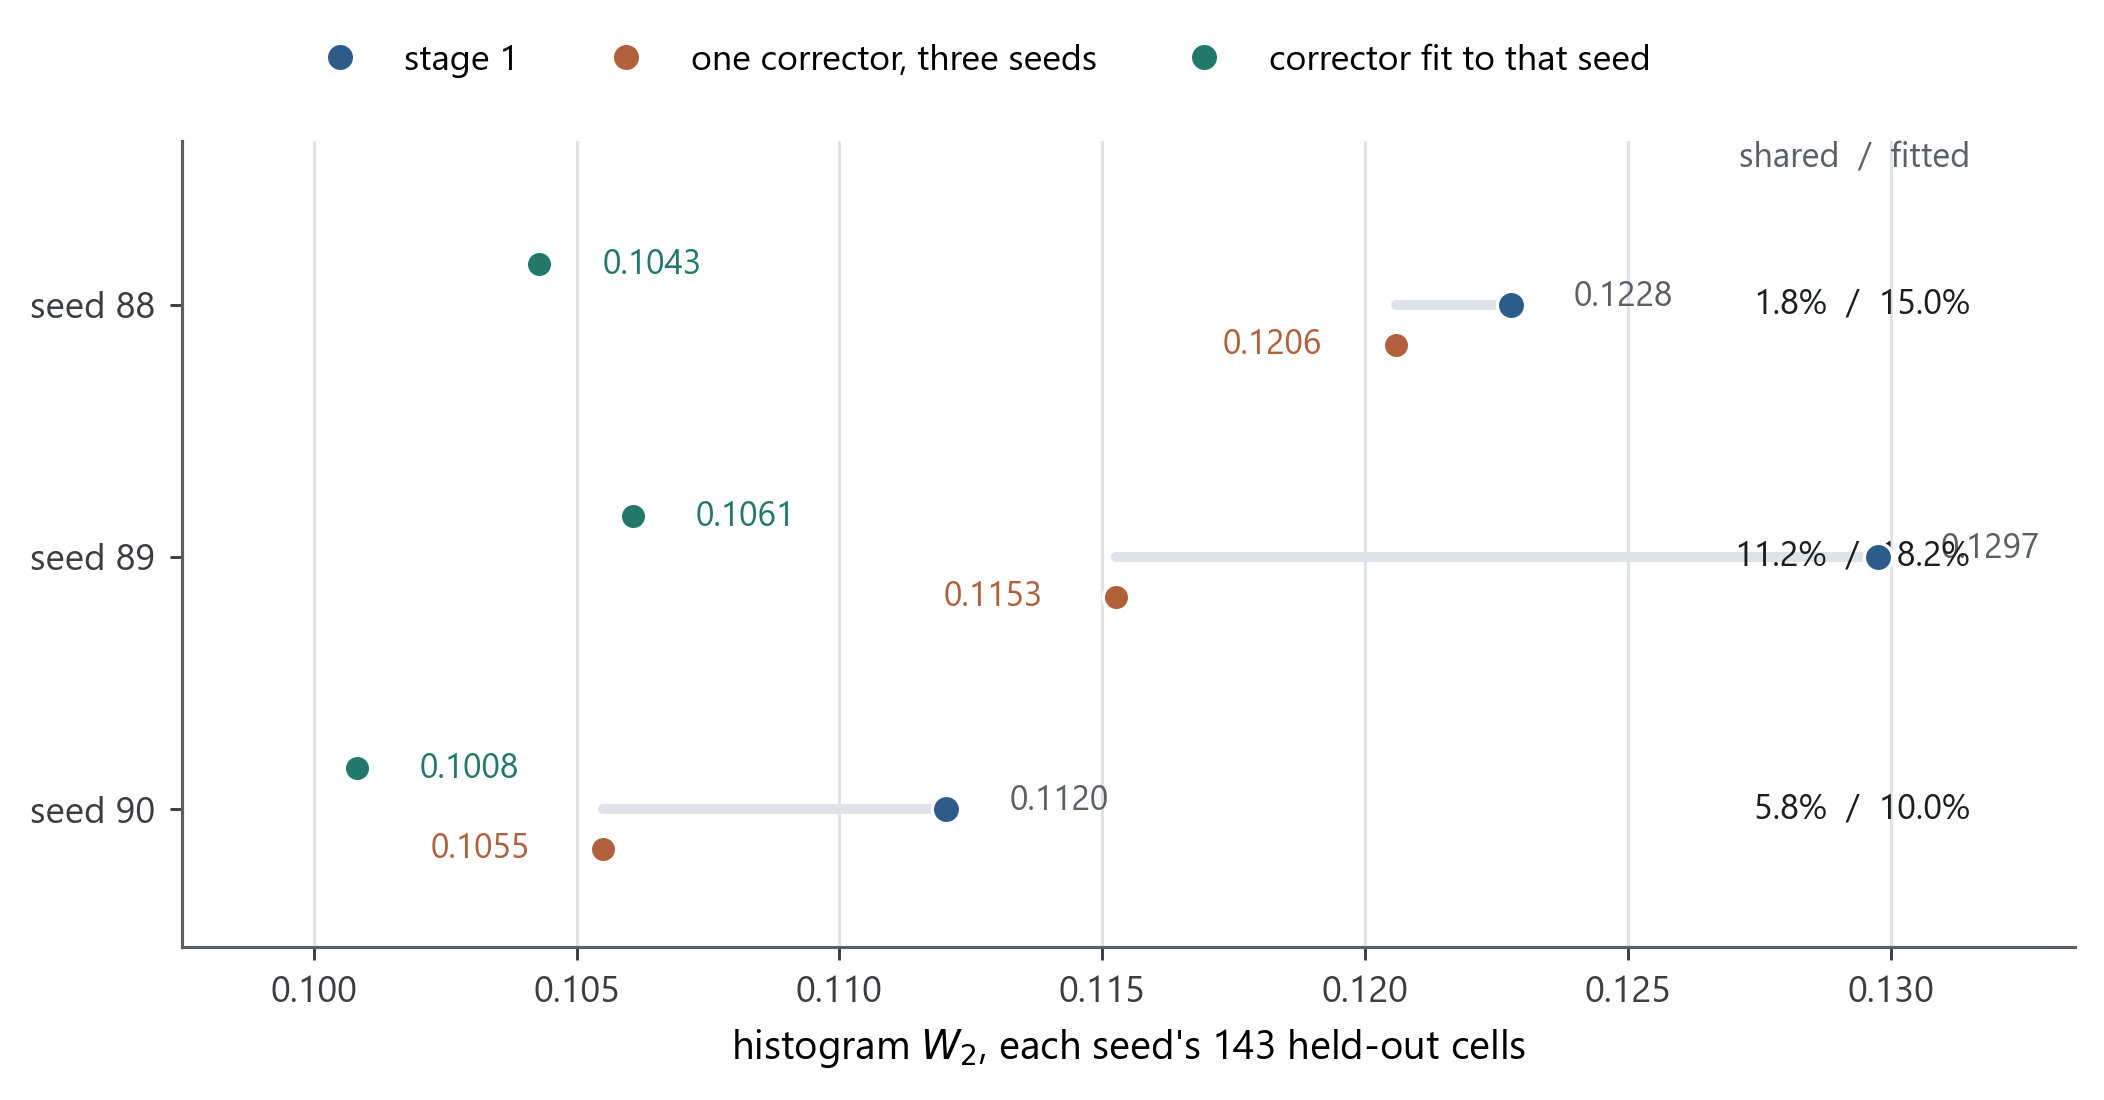 stage 1 one corrector, three seeds corrector fit to that seed
shared / fitted
0.1043
seed 88 0.1228 1.8% / 15.0%
0.1206
0.1061
seed 89 11.2% / 8.2% 0.1297
0.1153
0.1008
seed 90 0.1120 5.8% / 10.0%
0.1055
0.100 0.105 0.110 0.115 0.120 0.125 0.130
histogram W₂, each seed's 143 held-out cells